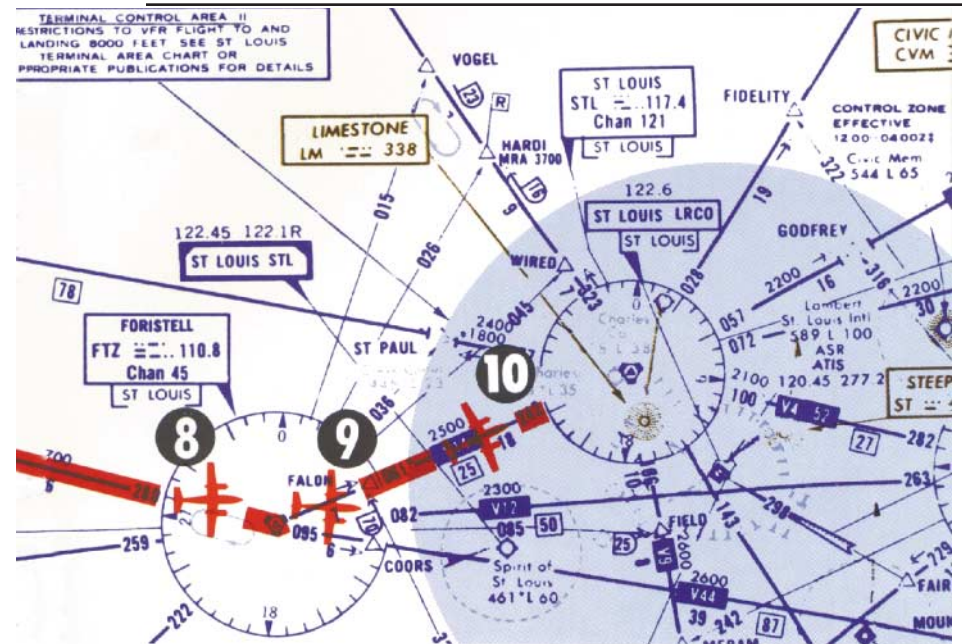 TERMINAL CONTROL AREA II
RESTRICTIONS TO VFR FLIGHT TO AND
LANDING 8000 FEET SEE ST LOUIS
TERMINAL AREA CHART OR
PPROPRIATE PUBLICATIONS FOR DETAILS
VOGEL
23
R
LIMESTONE
LM 338
HARDI
MRA 3700
16
9
ST LOUIS
STL 117.4
Chan 121
ST LOUIS
FIDELITY
CIVIC
CVM
CONTROL ZONE
EFFECTIVE
1200-0400Z‡
Civic Mem
544 L 65
322
19
015
026
122.6
ST LOUIS LRCO
ST LOUIS
122.45 122.1R
ST LOUIS STL
WIRED
7
323
0
028
GODFREY
2200
16
316
2200
30
78
045
057
072
Lambert
St. Louis Intl
589 L 100
ASR
ATIS
120.45 277.2
FORISTELL
FTZ 110.8
Chan 45
ST LOUIS
ST PAUL
2400
1800
036
10
2100
100
V4 52
27
282
STEEP
ST
8
9
0
2500
18
25
FALON
70
095
6
COORS
082
2300
V12
085
50
263
10
143
298
FIELD
25
2600
V9
Spirit of
St. Louis
461 *L 60
259
222
18
2600
V44
39
242
87
229
FAIR
MOUN
MERAM